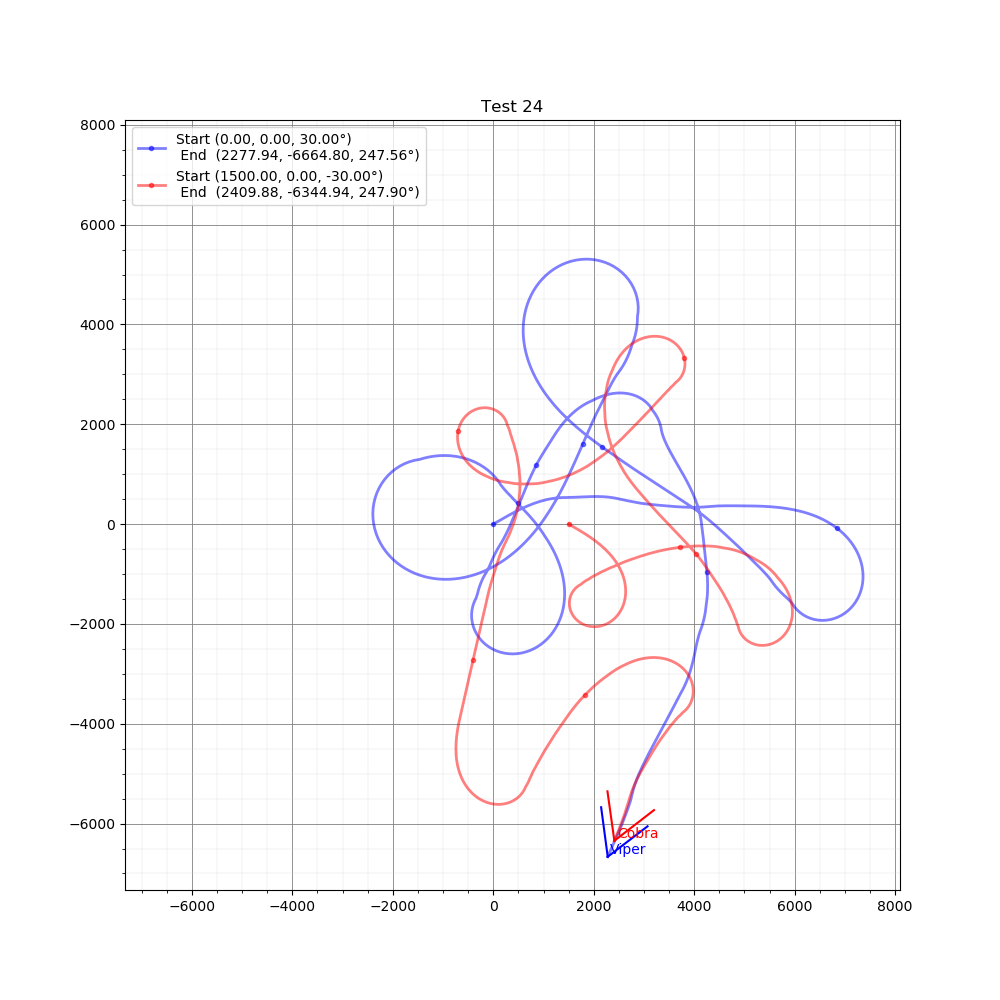 Test 24
Start (0.00, 0.00, 30.00°)
End (2277.94, -6664.80, 247.56°)
Start (1500.00, 0.00, -30.00°)
End (2409.88, -6344.94, 247.90°)
8000
6000
4000
2000
0
−2000
−4000
−6000
Cobra
Viper
−6000 −4000 −2000 0 2000 4000 6000 8000